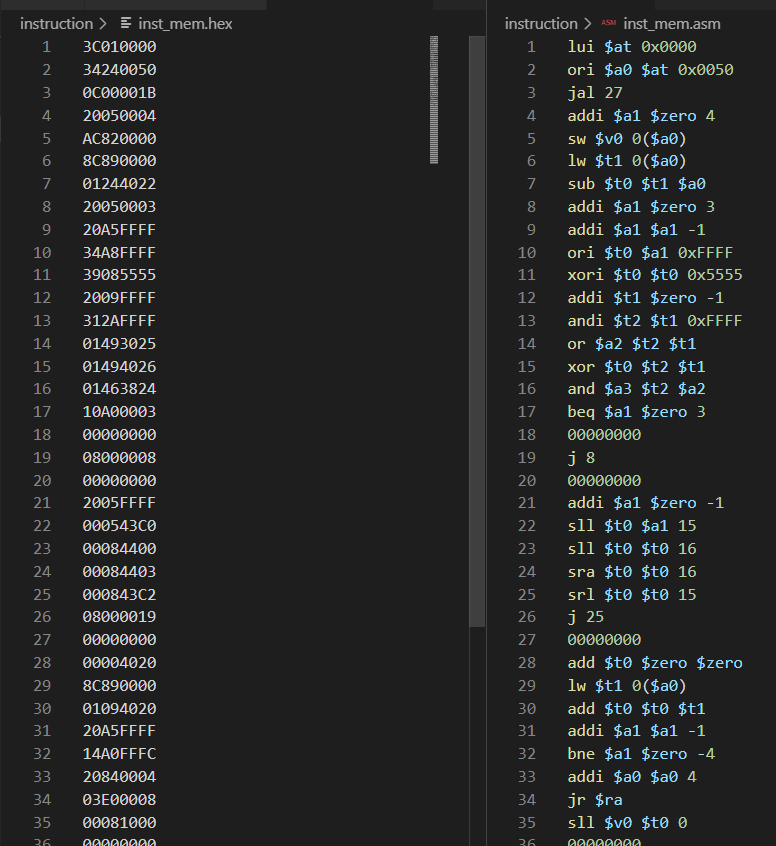 instruction > inst_mem.hex
1 3C010000
2 34240050
3 0C00001B
4 20050004
5 AC820000
6 8C890000
7 01244022
8 20050003
9 20A5FFFF
10 34A8FFFF
11 39085555
12 2009FFFF
13 312AFFFF
14 01493025
15 01494026
16 01463824
17 10A00003
18 00000000
19 08000008
20 00000000
21 2005FFFF
22 000543C0
23 00084400
24 00084403
25 000843C2
26 08000019
27 00000000
28 00004020
29 8C890000
30 01094020
31 20A5FFFF
32 14A0FFFC
33 20840004
34 03E00008
35 00081000
36 00000000
instruction > ASM inst_mem.asm
1 lui $at 0x0000
2 ori $a0 $at 0x0050
3 jal 27
4 addi $a1 $zero 4
5 sw $v0 0($a0)
6 lw $t1 0($a0)
7 sub $t0 $t1 $a0
8 addi $a1 $zero 3
9 addi $a1 $a1 -1
10 ori $t0 $a1 0xFFFF
11 xori $t0 $t0 0x5555
12 addi $t1 $zero -1
13 andi $t2 $t1 0xFFFF
14 or $a2 $t2 $t1
15 xor $t0 $t2 $t1
16 and $a3 $t2 $a2
17 beq $a1 $zero 3
18 00000000
19 j 8
20 00000000
21 addi $a1 $zero -1
22 sll $t0 $a1 15
23 sll $t0 $t0 16
24 sra $t0 $t0 16
25 srl $t0 $t0 15
26 j 25
27 00000000
28 add $t0 $zero $zero
29 lw $t1 0($a0)
30 add $t0 $t0 $t1
31 addi $a1 $a1 -1
32 bne $a1 $zero -4
33 addi $a0 $a0 4
34 jr $ra
35 sll $v0 $t0 0
36 00000000